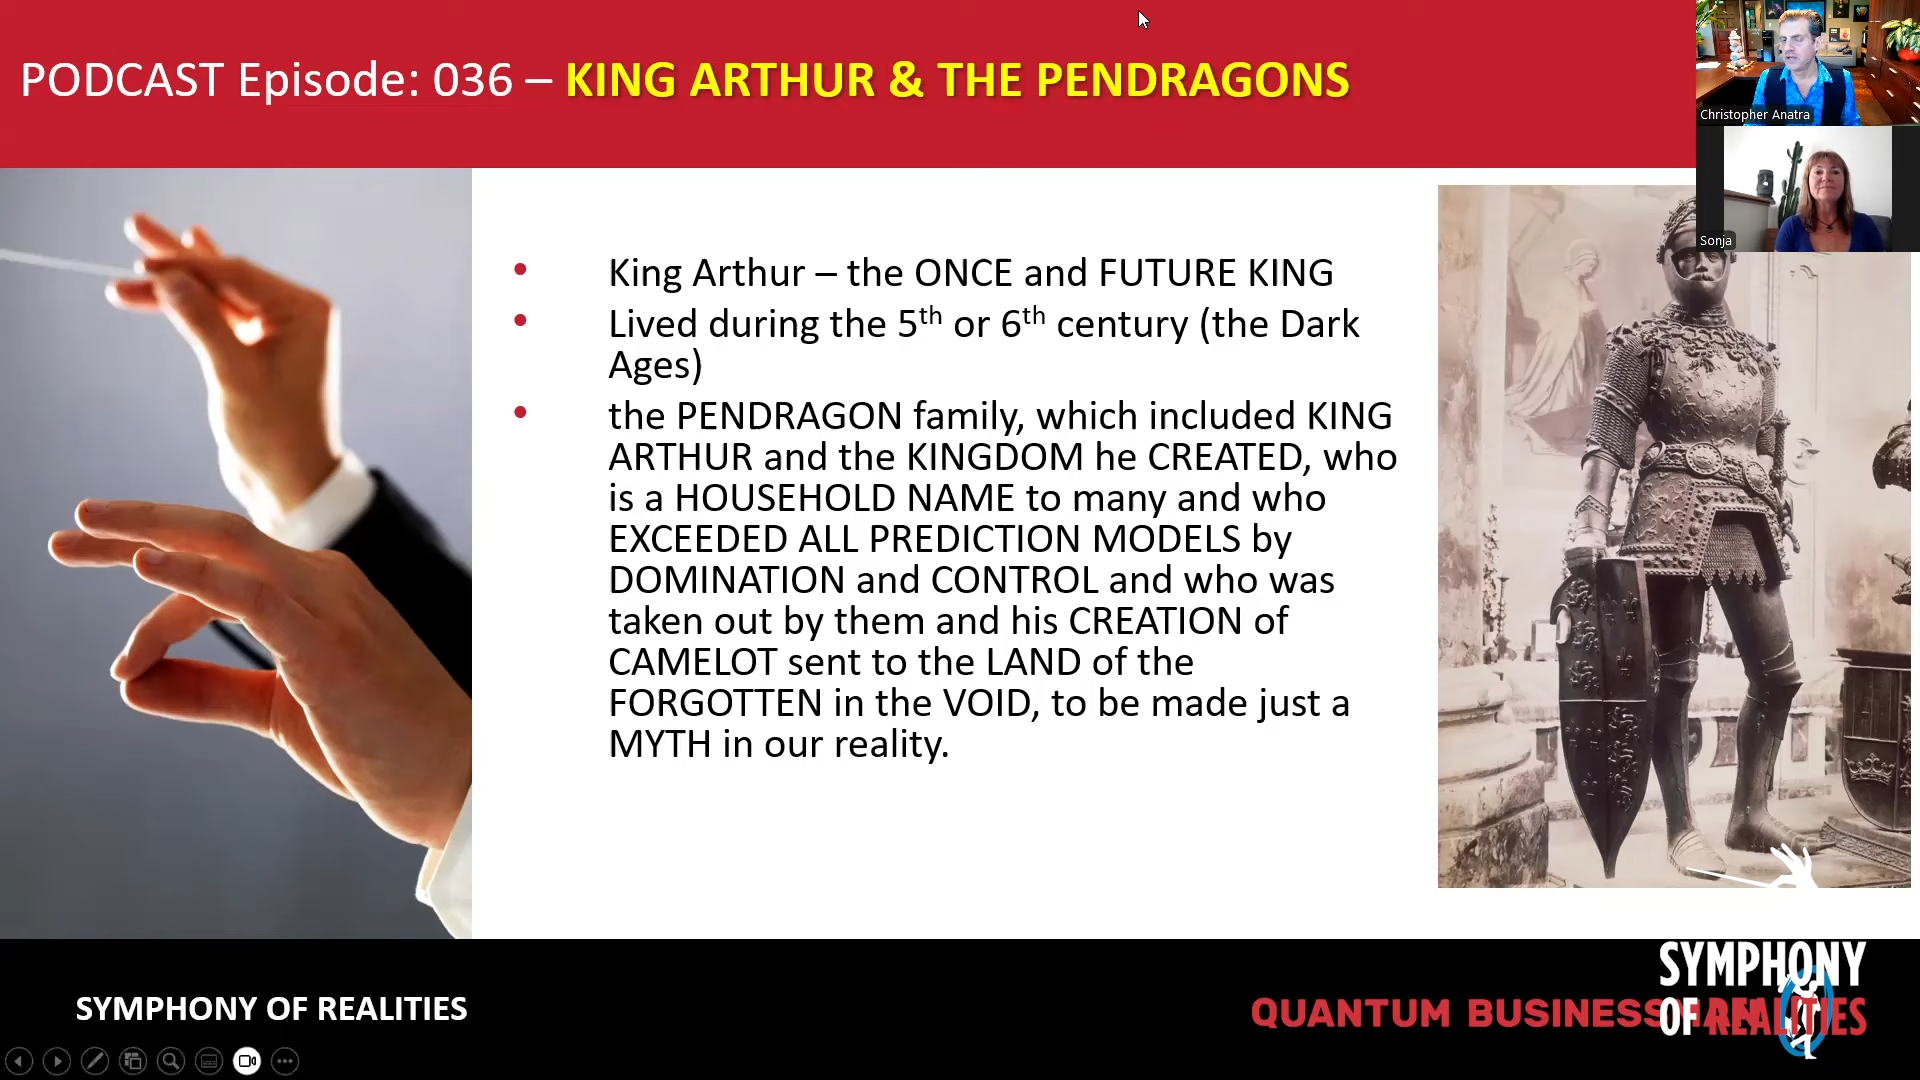 PODCAST Episode: 036 – KING ARTHUR & THE PENDRAGONS
Christopher Anatra
Sonja
• King Arthur – the ONCE and FUTURE KING
• Lived during the 5th or 6th century (the Dark
Ages)
• the PENDRAGON family, which included KING
ARTHUR and the KINGDOM he CREATED, who
is a HOUSEHOLD NAME to many and who
EXCEEDED ALL PREDICTION MODELS by
DOMINATION and CONTROL and who was
taken out by them and his CREATION of
CAMELOT sent to the LAND of the
FORGOTTEN in the VOID, to be made just a
MYTH in our reality.
SYMPHONY OF REALITIES
QUANTUM BUSINESS
SYMPHONY
OF REALITIES